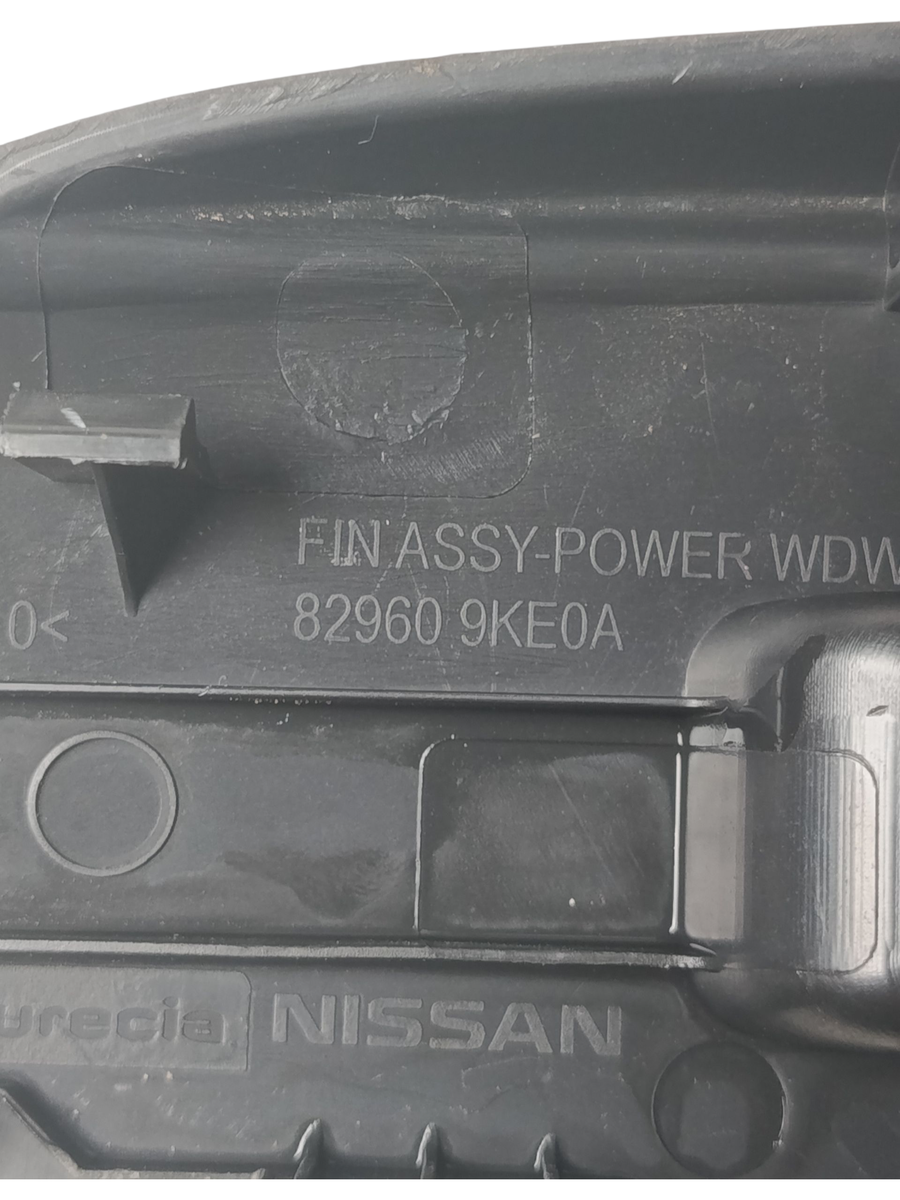 FIN ASSY-POWER WDW
82960 9KE0A
0<
urecia NISSAN